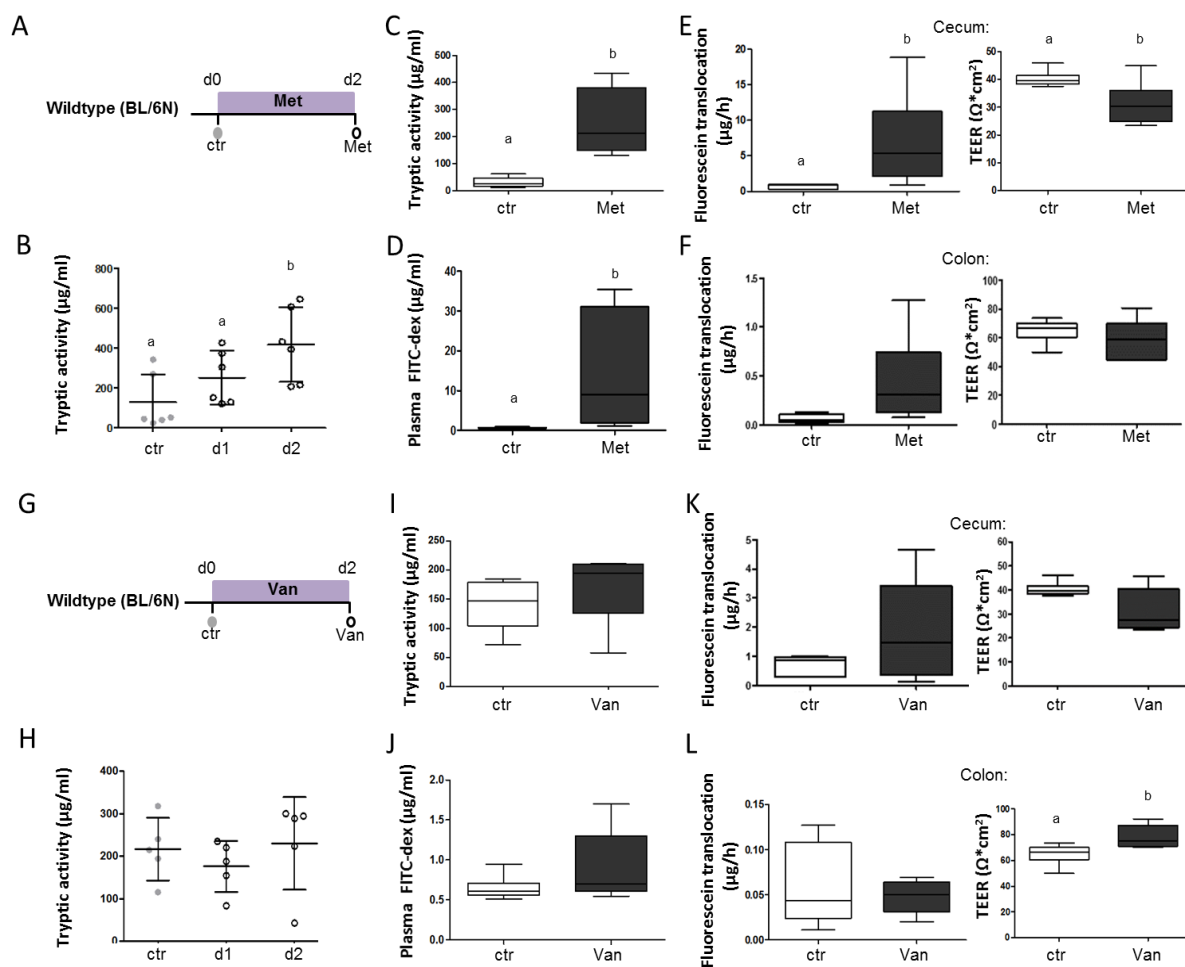 A
d0 d2
Met
Wildtype (BL/6N)
ctr Met
B
b
a
a
Tryptic activity (µg/ml)
800
600
400
200
0
ctr d1 d2
C
Tryptic activity (µg/ml)
500
400
300
200
100
0
a
b
ctr Met
D
Plasma FITC-dex (µg/ml)
40
30
20
10
0
a
b
ctr Met
E
Cecum:
Fluorescein translocation
(µg/h)
20
15
10
5
0
a
b
ctr Met
TEER (Ω*cm²)
60
40
20
0
a
b
ctr Met
F
Colon:
Fluorescein translocation
(µg/h)
1.5
1.0
0.5
0.0
ctr Met
TEER (Ω*cm²)
100
80
60
40
20
0
ctr Met
G
d0 d2
Van
Wildtype (BL/6N)
ctr Van
H
Tryptic activity (µg/ml)
400
300
200
100
0
ctr d1 d2
I
Tryptic activity (µg/ml)
250
200
150
100
50
0
ctr Van
J
Plasma FITC-dex (µg/ml)
2.0
1.5
1.0
0.5
0.0
ctr Van
K
Cecum:
Fluorescein translocation
(µg/h)
5
4
3
2
1
0
ctr Van
TEER (Ω*cm²)
60
50
40
30
20
10
0
ctr Van
L
Colon:
Fluorescein translocation
(µg/h)
0.15
0.10
0.05
0.00
ctr Van
TEER (Ω*cm²)
100
80
60
40
20
0
a
b
ctr Van